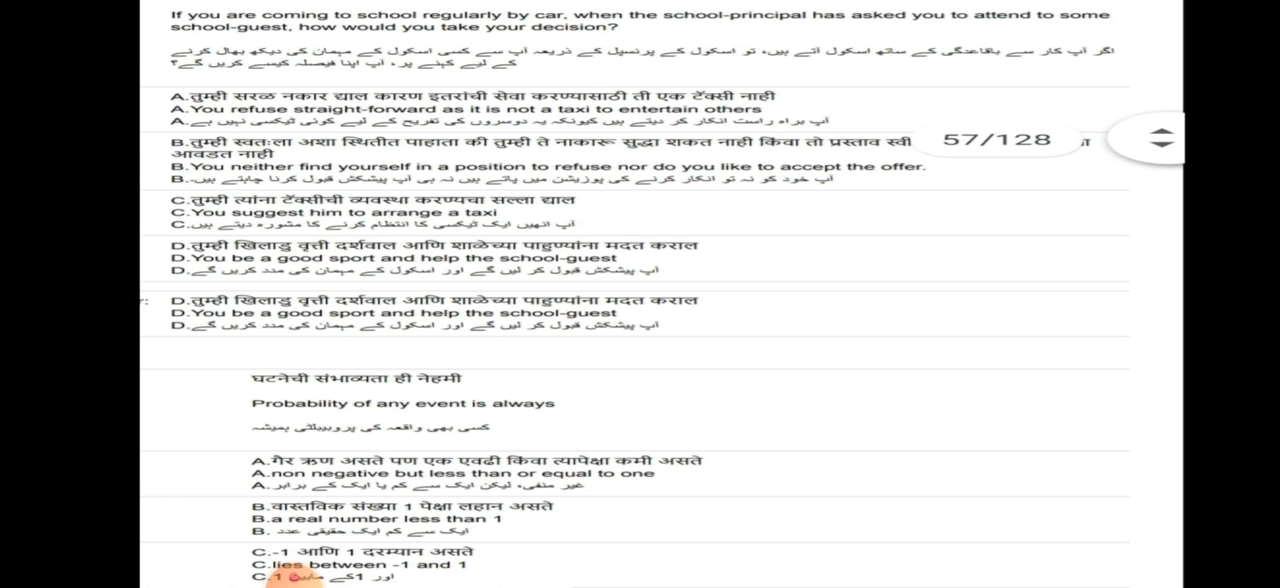 If you are coming to school regularly by car, when the school-principal has asked you to attend to some
school-guest, how would you take your decision?
اگر آپ کار سے باقاعدگی کے ساتھ اسکول آتے ہیں، تو اسکول کے پرنسپل کے ذریعہ آپ سے کسی اسکول کے مہمان کی دیکھ بھال کرنے
کے لیے کہنے پر، آپ اپنا فیصلہ کیسے کریں گے؟
A.तुम्ही सरळ नकार द्याल कारण इतरांची सेवा करण्यासाठी ती एक टॅक्सी नाही
A.You refuse straight-forward as it is not a taxi to entertain others
A.آپ براہ راست انکار کر دیتے ہیں کیونکہ یہ دوسروں کی تفریح کے لیے کوئی ٹیکسی نہیں ہے
57/128
B.तुम्ही स्वतःला अशा स्थितीत पाहाता की तुम्ही ते नाकारू सुद्धा शकत नाही किंवा तो प्रस्ताव स्वी
आवडत नाही
B.You neither find yourself in a position to refuse nor do you like to accept the offer.
B.آپ خود کو نہ تو انکار کرنے کی پوزیشن میں پاتے ہیں نہ ہی آپ پیشکش قبول کرنا چاہتے ہیں۔
C.तुम्ही त्यांना टॅक्सीची व्यवस्था करण्यचा सल्ला द्याल
C.You suggest him to arrange a taxi
C.آپ انھیں ایک ٹیکسی کا انتظام کرنے کا مشورہ دیتے ہیں
D.तुम्ही खिलाडु वृत्ती दर्शवाल आणि शाळेच्या पाहुण्यांना मदत कराल
D.You be a good sport and help the school-guest
D.آپ پیشکش قبول کر لیں گے اور اسکول کے مہمان کی مدد کریں گے
r: D.तुम्ही खिलाडु वृत्ती दर्शवाल आणि शाळेच्या पाहुण्यांना मदत कराल
D.You be a good sport and help the school-guest
D.آپ پیشکش قبول کر لیں گے اور اسکول کے مہمان کی مدد کریں گے
घटनेची संभाव्यता ही नेहमी
Probability of any event is always
کسی بھی واقعہ کی پروبیبلٹی ہمیشہ
A.गैर ऋण असते पण एक एवढी किंवा त्यापेक्षा कमी असते
A.non negative but less than or equal to one
A.غیر منفی، لیکن ایک سے کم یا ایک کے برابر
B.वास्तविक संख्या 1 पेक्षा लहान असते
B.a real number less than 1
B. ایک سے کم ایک حقیقی عدد
C.-1 आणि 1 दरम्यान असते
C.lies between -1 and 1
C.1 اور 1کے مابین